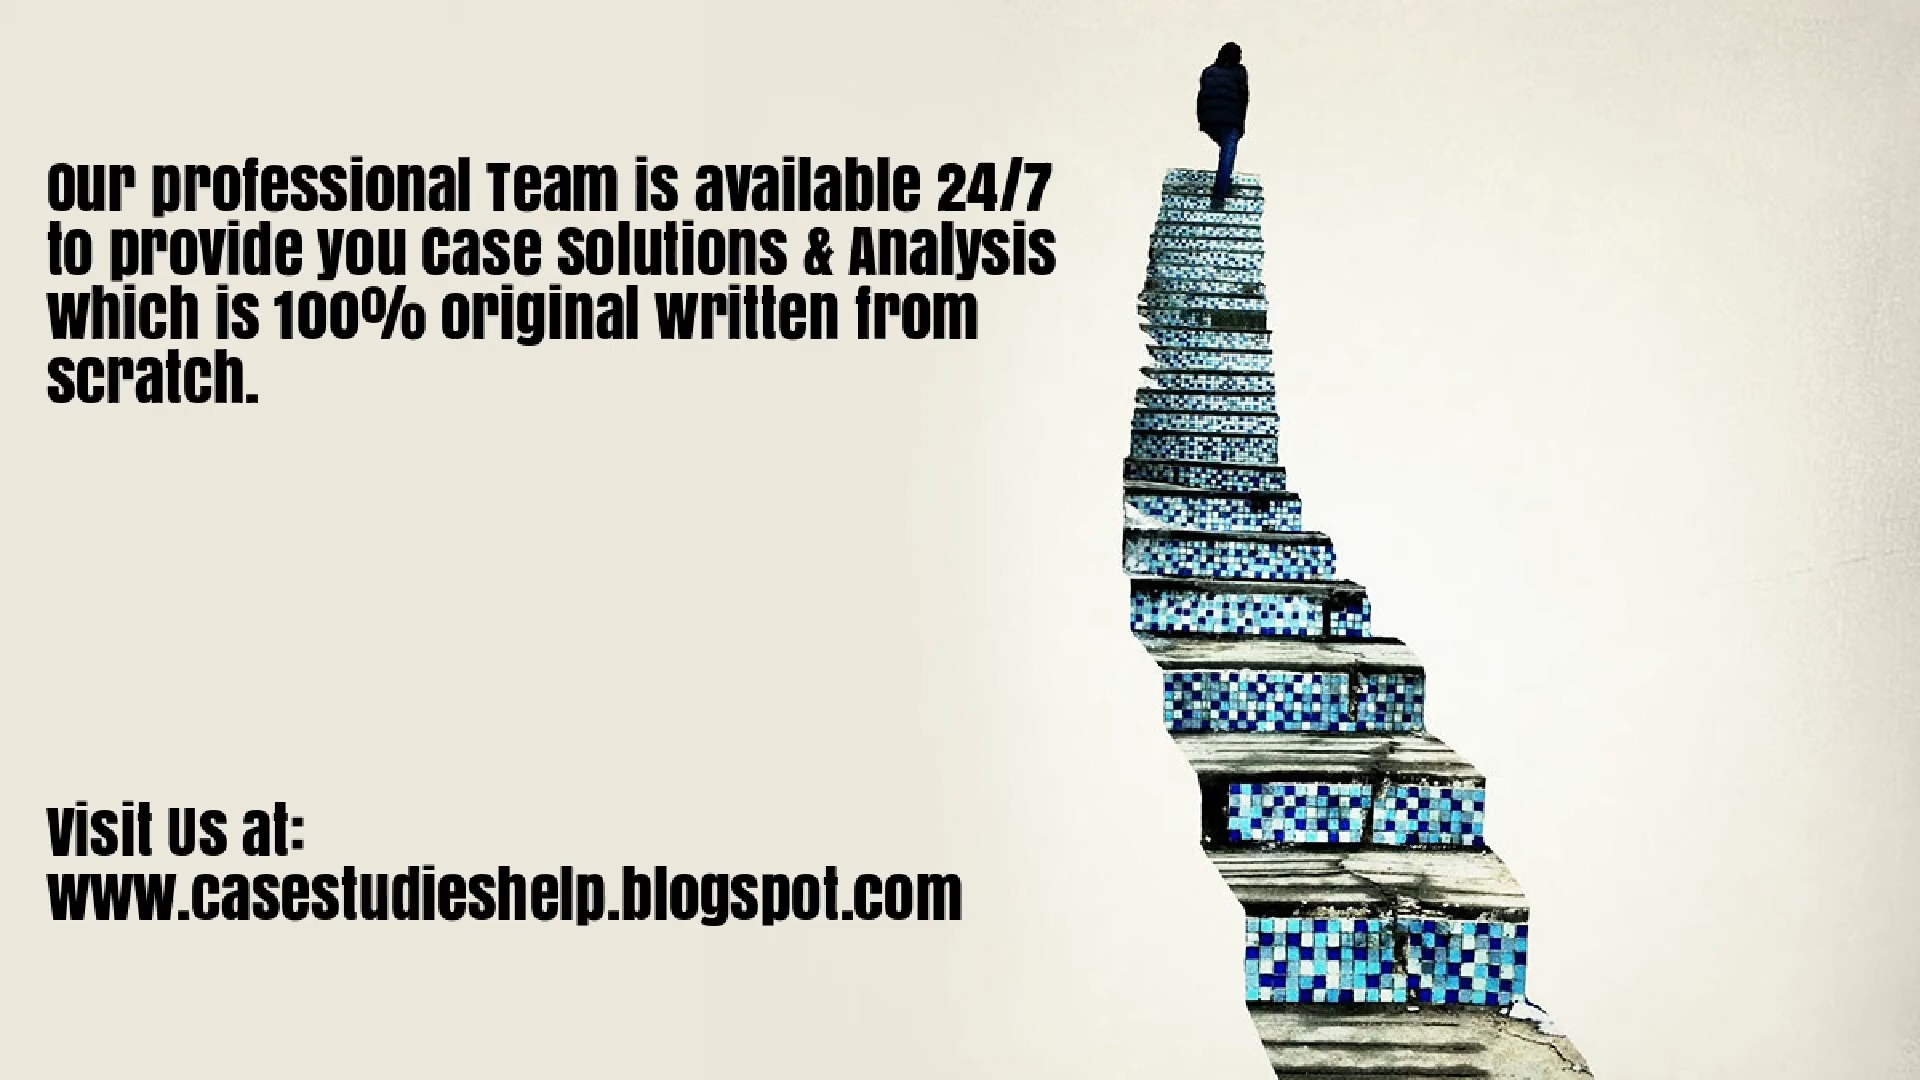 Our professional Team is available 24/7
to provide you Case Solutions & Analysis
which is 100% original written from
scratch.
Visit Us at:
www.casestudieshelp.blogspot.com